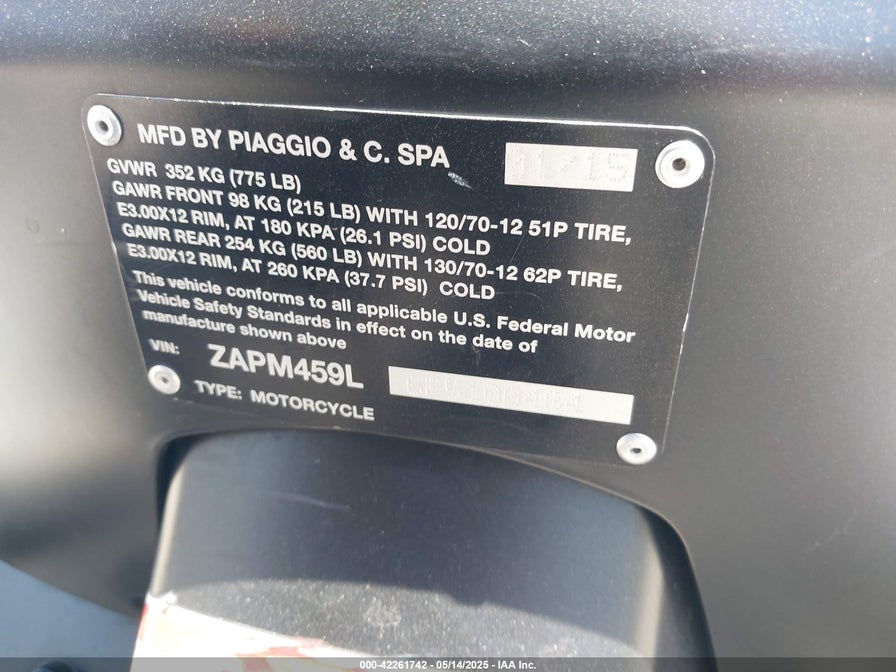 MFD BY PIAGGIO & C. SPA
GVWR 352 KG (775 LB)
GAWR FRONT 98 KG (215 LB) WITH 120/70-12 51P TIRE,
E3.00X12 RIM, AT 180 KPA (26.1 PSI) COLD
GAWR REAR 254 KG (560 LB) WITH 130/70-12 62P TIRE,
E3.00X12 RIM, AT 260 KPA (37.7 PSI) COLD
This vehicle conforms to all applicable U.S. Federal Motor
Vehicle Safety Standards in effect on the date of
manufacture shown above
VIN: ZAPM459L
TYPE: MOTORCYCLE
000-42261742 — 05/14/2025 — IAA Inc.